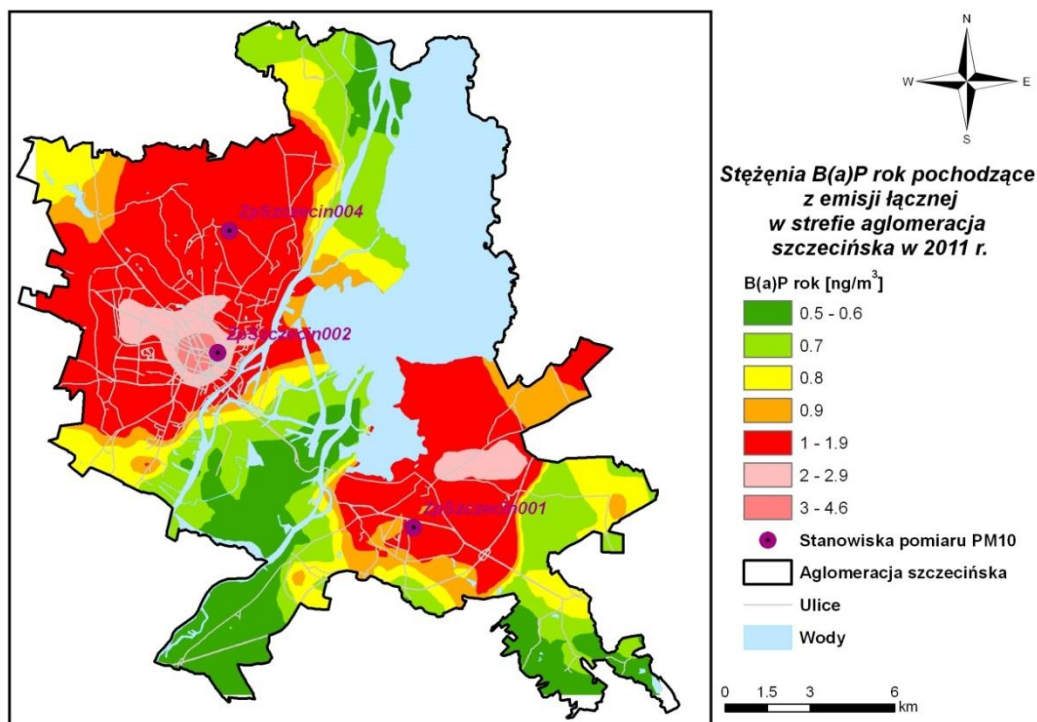 N
W E
S
Stężenia B(a)P rok pochodzące
z emisji łącznej
w strefie aglomeracja
szczecińska w 2011 r.
B(a)P rok [ng/m³]
0.5 - 0.6
0.7
0.8
0.9
1 - 1.9
2 - 2.9
3 - 4.6
Stanowiska pomiaru PM10
Aglomeracja szczecińska
Ulice
Wody
0 1.5 3 6
km
ZpSzczecin004
ZpSzczecin002
ZpSzczecin001